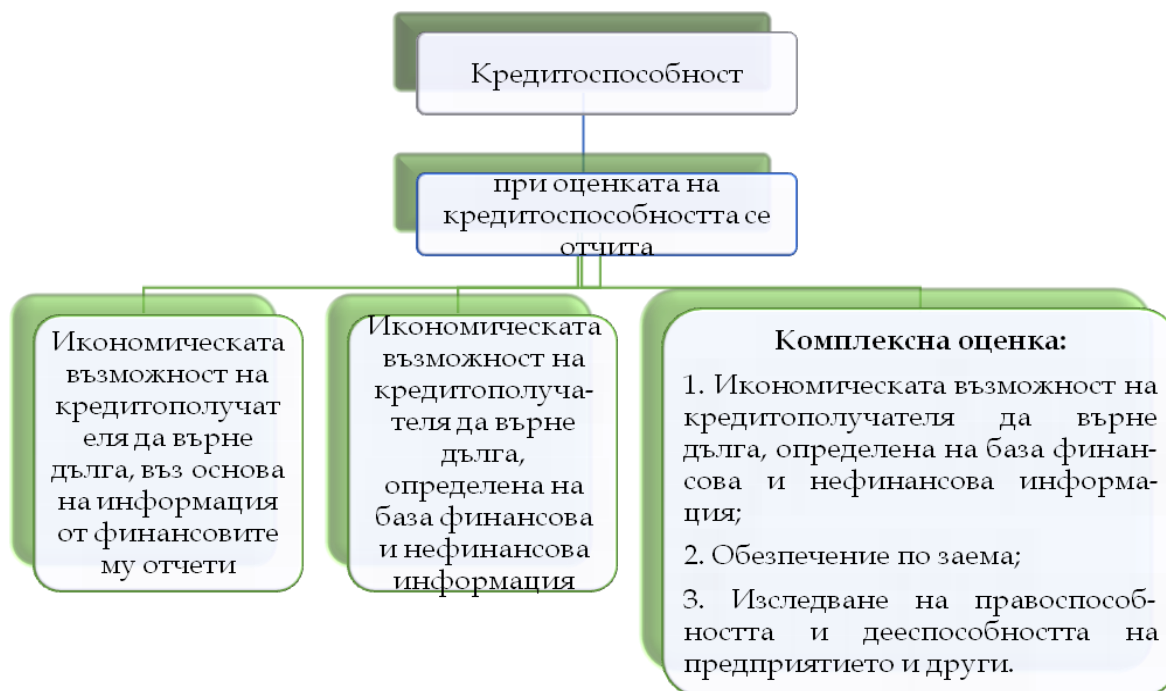 Кредитоспособност
при оценката на
кредитоспособността се
отчита
Икономическата
възможност на
кредитополучат
еля да върне
дълга, въз основа
на информация
от финансовите
му отчети
Икономическата
възможност на
кредитополуча-
теля да върне
дълга,
определена на
база финансова
и нефинансова
информация
Комплексна оценка:
1. Икономическата възможност на
кредитополучателя да върне
дълга, определена на база финан-
сова и нефинансова информа-
ция;
2. Обезпечение по заема;
3. Изследване на правоспособ-
ността и дееспособността на
предприятието и други.